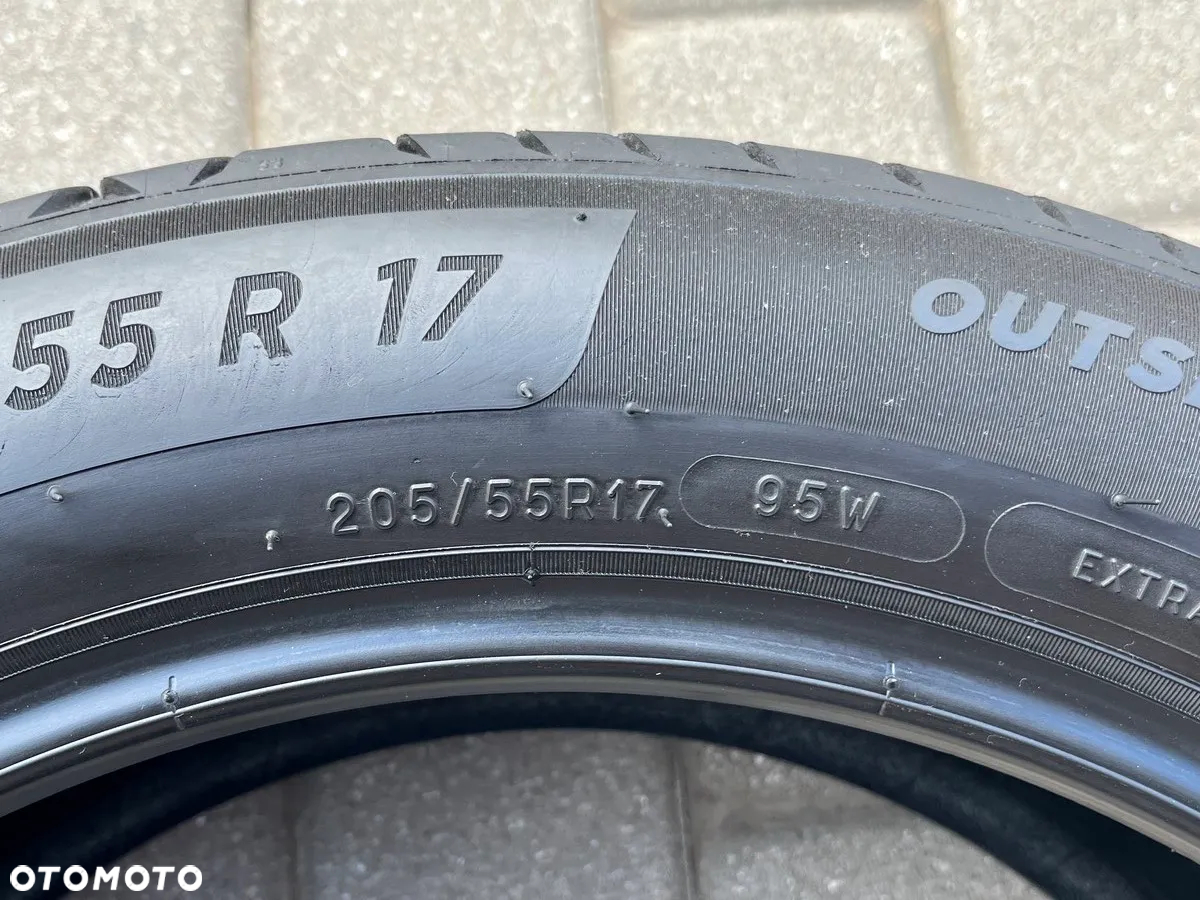 55 R 17
OUTS
205/55R17
95W
EXTRA
OTOMOTO